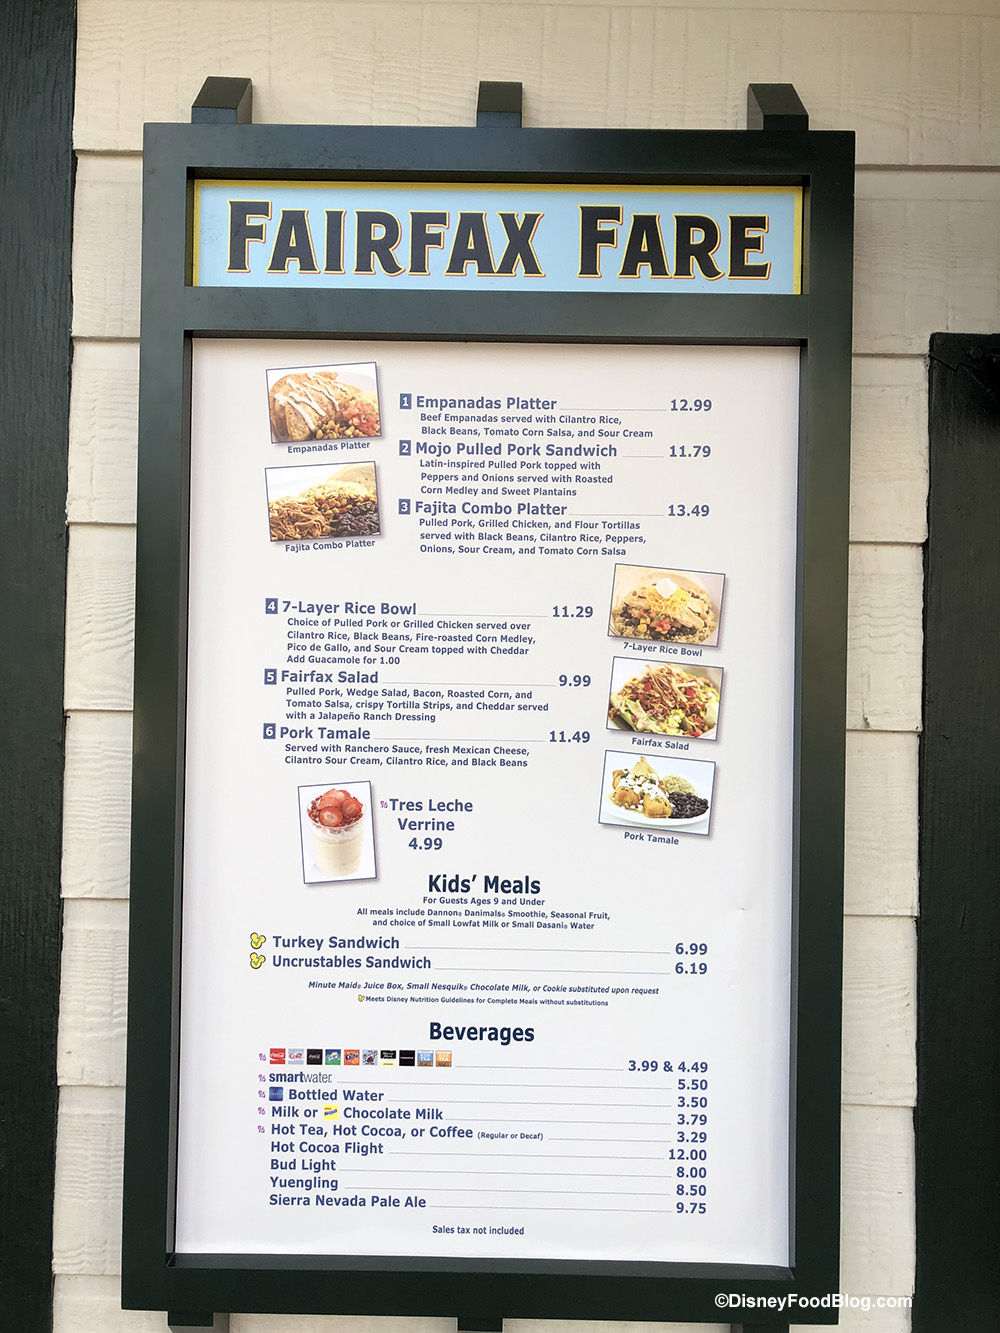 FAIRFAX FARE
1 Empanadas Platter 12.99
Beef Empanadas served with Cilantro Rice,
Black Beans, Tomato Corn Salsa, and Sour Cream
Empanadas Platter
2 Mojo Pulled Pork Sandwich 11.79
Latin-inspired Pulled Pork topped with
Peppers and Onions served with Roasted
Corn Medley and Sweet Plantains
3 Fajita Combo Platter 13.49
Pulled Pork, Grilled Chicken, and Flour Tortillas
served with Black Beans, Cilantro Rice, Peppers,
Onions, Sour Cream, and Tomato Corn Salsa
Fajita Combo Platter
4 7-Layer Rice Bowl 11.29
Choice of Pulled Pork or Grilled Chicken served over
Cilantro Rice, Black Beans, Fire-roasted Corn Medley,
Pico de Gallo, and Sour Cream topped with Cheddar
Add Guacamole for 1.00
7-Layer Rice Bowl
5 Fairfax Salad 9.99
Pulled Pork, Wedge Salad, Bacon, Roasted Corn, and
Tomato Salsa, crispy Tortilla Strips, and Cheddar served
with a Jalapeño Ranch Dressing
Fairfax Salad
6 Pork Tamale 11.49
Served with Ranchero Sauce, fresh Mexican Cheese,
Cilantro Sour Cream, Cilantro Rice, and Black Beans
Pork Tamale
Tres Leche
Verrine
4.99
Kids' Meals
For Guests Ages 9 and Under
All meals include Dannon® Danimals® Smoothie, Seasonal Fruit,
and choice of Small Lowfat Milk or Small Dasani® Water
Turkey Sandwich 6.99
Uncrustables Sandwich 6.19
Minute Maid® Juice Box, Small Nesquik® Chocolate Milk, or Cookie substituted upon request
Meets Disney Nutrition Guidelines for Complete Meals without substitutions
Beverages
3.99 & 4.49
smartwater 5.50
Bottled Water 3.50
Milk or Chocolate Milk 3.79
Hot Tea, Hot Cocoa, or Coffee (Regular or Decaf) 3.29
Hot Cocoa Flight 12.00
Bud Light 8.00
Yuengling 8.50
Sierra Nevada Pale Ale 9.75
Sales tax not included
©DisneyFoodBlog.com